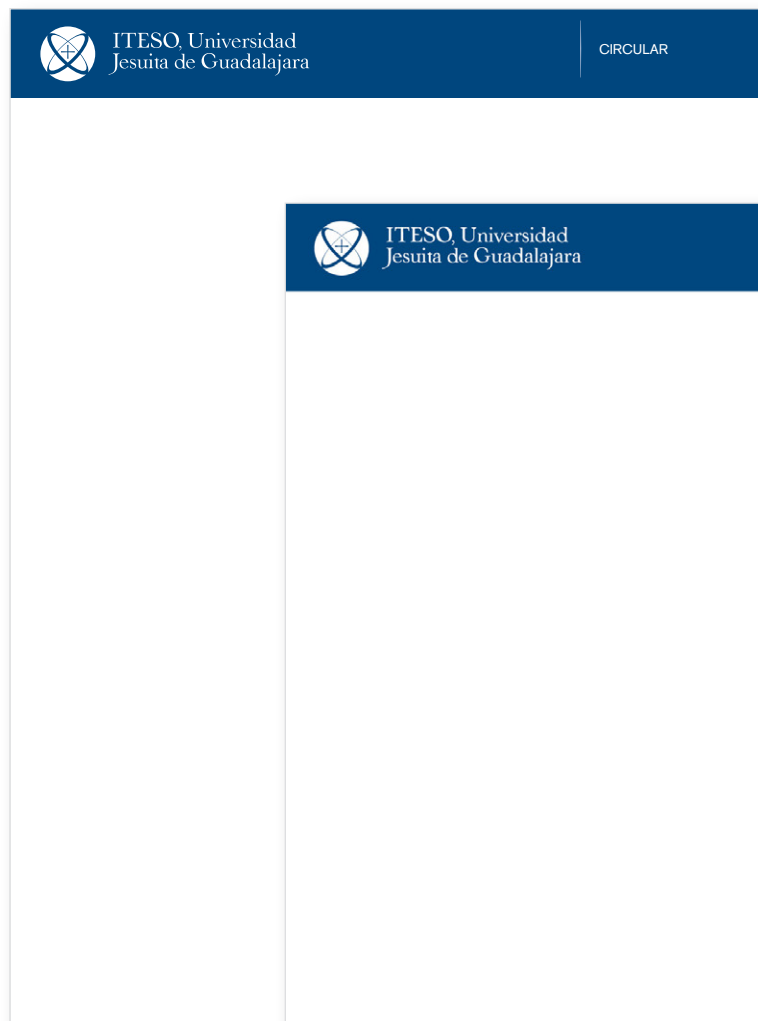 ITESO, Universidad
Jesuita de Guadalajara
CIRCULAR
ITESO, Universidad
Jesuita de Guadalajara